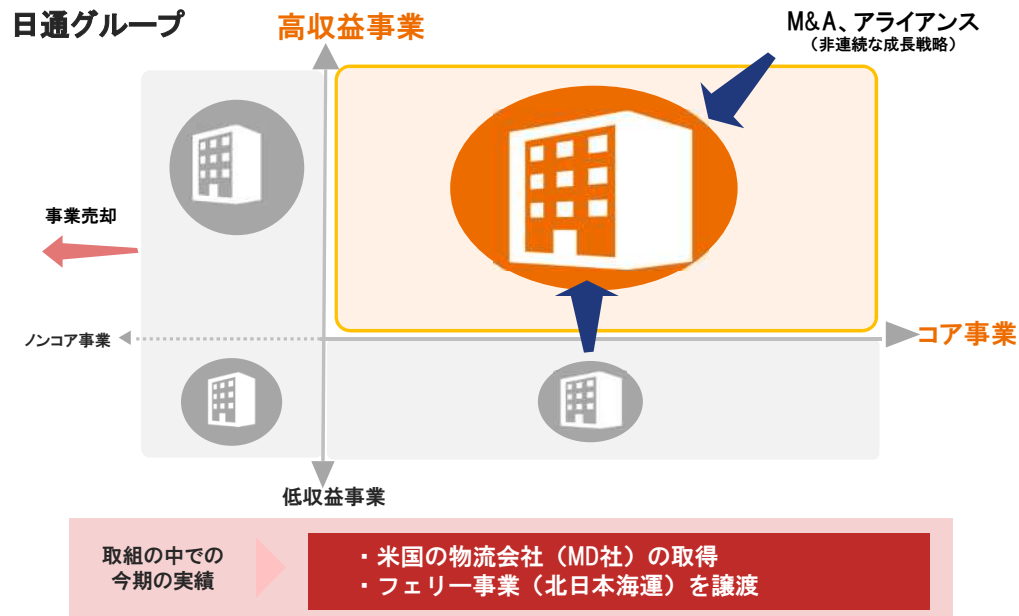 日通グループ
高収益事業
M&A、アライアンス
（非連続な成長戦略）
事業売却
ノンコア事業
コア事業
低収益事業
取組の中での
今期の実績
・米国の物流会社（MD社）の取得
・フェリー事業（北日本海運）を譲渡